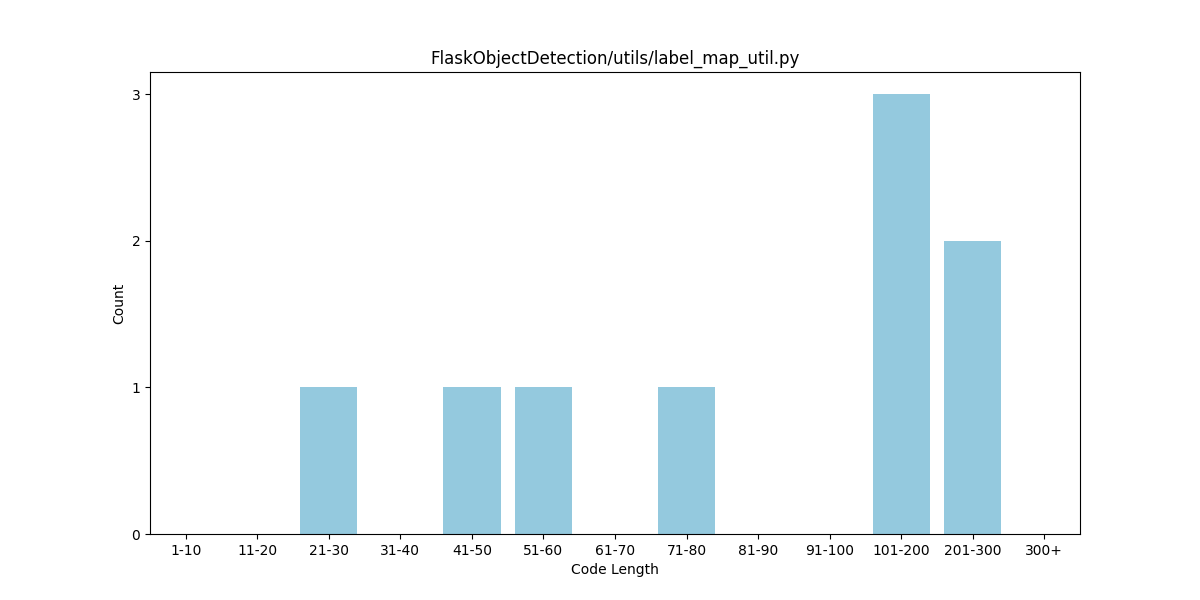 FlaskObjectDetection/utils/label_map_util.py
3
2
1
0
Count
1-10 11-20 21-30 31-40 41-50 51-60 61-70 71-80 81-90 91-100 101-200 201-300 300+
Code Length